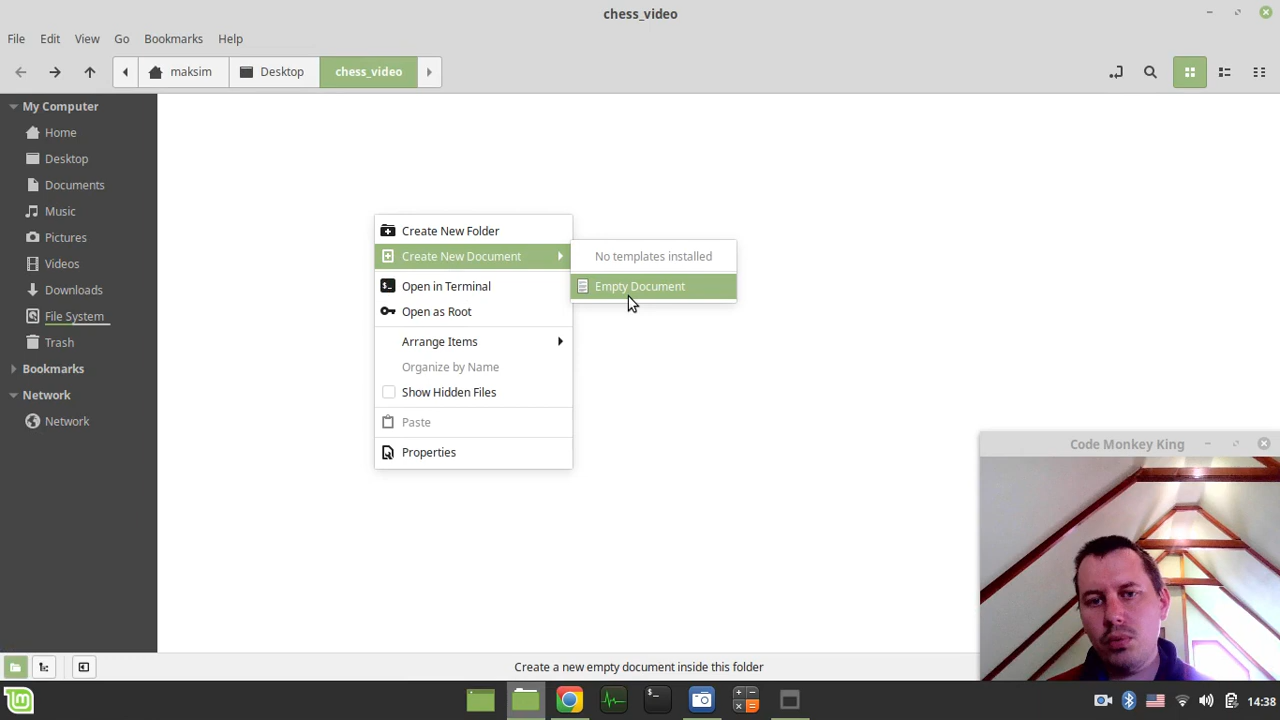 chess_video
File Edit View Go Bookmarks Help
maksim Desktop chess_video
My Computer
Home
Desktop
Documents
Music
Pictures
Videos
Downloads
File System
Trash
Bookmarks
Network
Network
Create New Folder
Create New Document
Open in Terminal
Open as Root
Arrange Items
Organize by Name
Show Hidden Files
Paste
Properties
No templates installed
Empty Document
Code Monkey King
Create a new empty document inside this folder
14:38